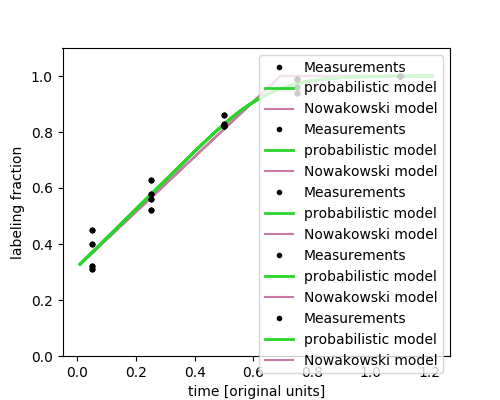 labeling fraction
1.0
0.8
0.6
0.4
0.2
0.0
Measurements
probabilistic model
Nowakowski model
Measurements
probabilistic model
Nowakowski model
Measurements
probabilistic model
Nowakowski model
Measurements
probabilistic model
Nowakowski model
Measurements
probabilistic model
Nowakowski model
0.0 0.2 0.4 0.6 0.8 1.0 1.2
time [original units]